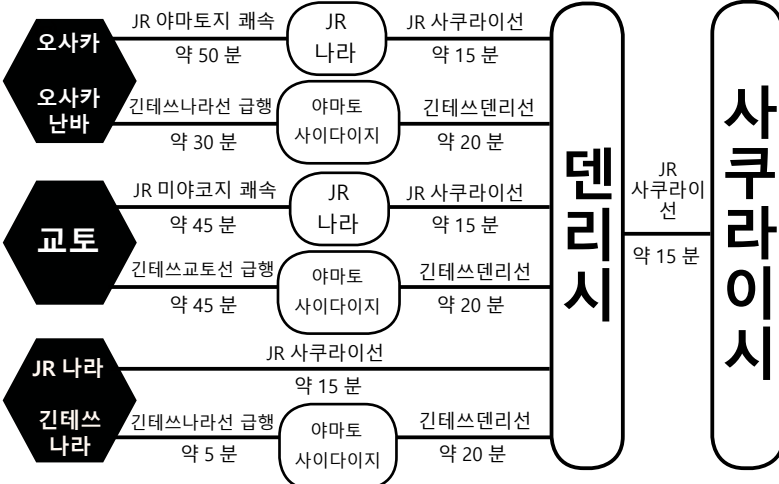 오사카
오사카
난바
JR 야마토지 쾌속
약 50 분
JR
나라
JR 사쿠라이선
약 15 분
긴테쓰나라선 급행
약 30 분
야마토
사이다이지
긴테쓰덴리선
약 20 분
교토
JR 미야코지 쾌속
약 45 분
JR
나라
JR 사쿠라이선
약 15 분
긴테쓰교토선 급행
약 45 분
야마토
사이다이지
긴테쓰덴리선
약 20 분
JR 나라
긴테쓰
나라
JR 사쿠라이선
약 15 분
긴테쓰나라선 급행
약 5 분
야마토
사이다이지
긴테쓰덴리선
약 20 분
덴리시
JR
사쿠라이
선
약 15 분
사쿠라이시